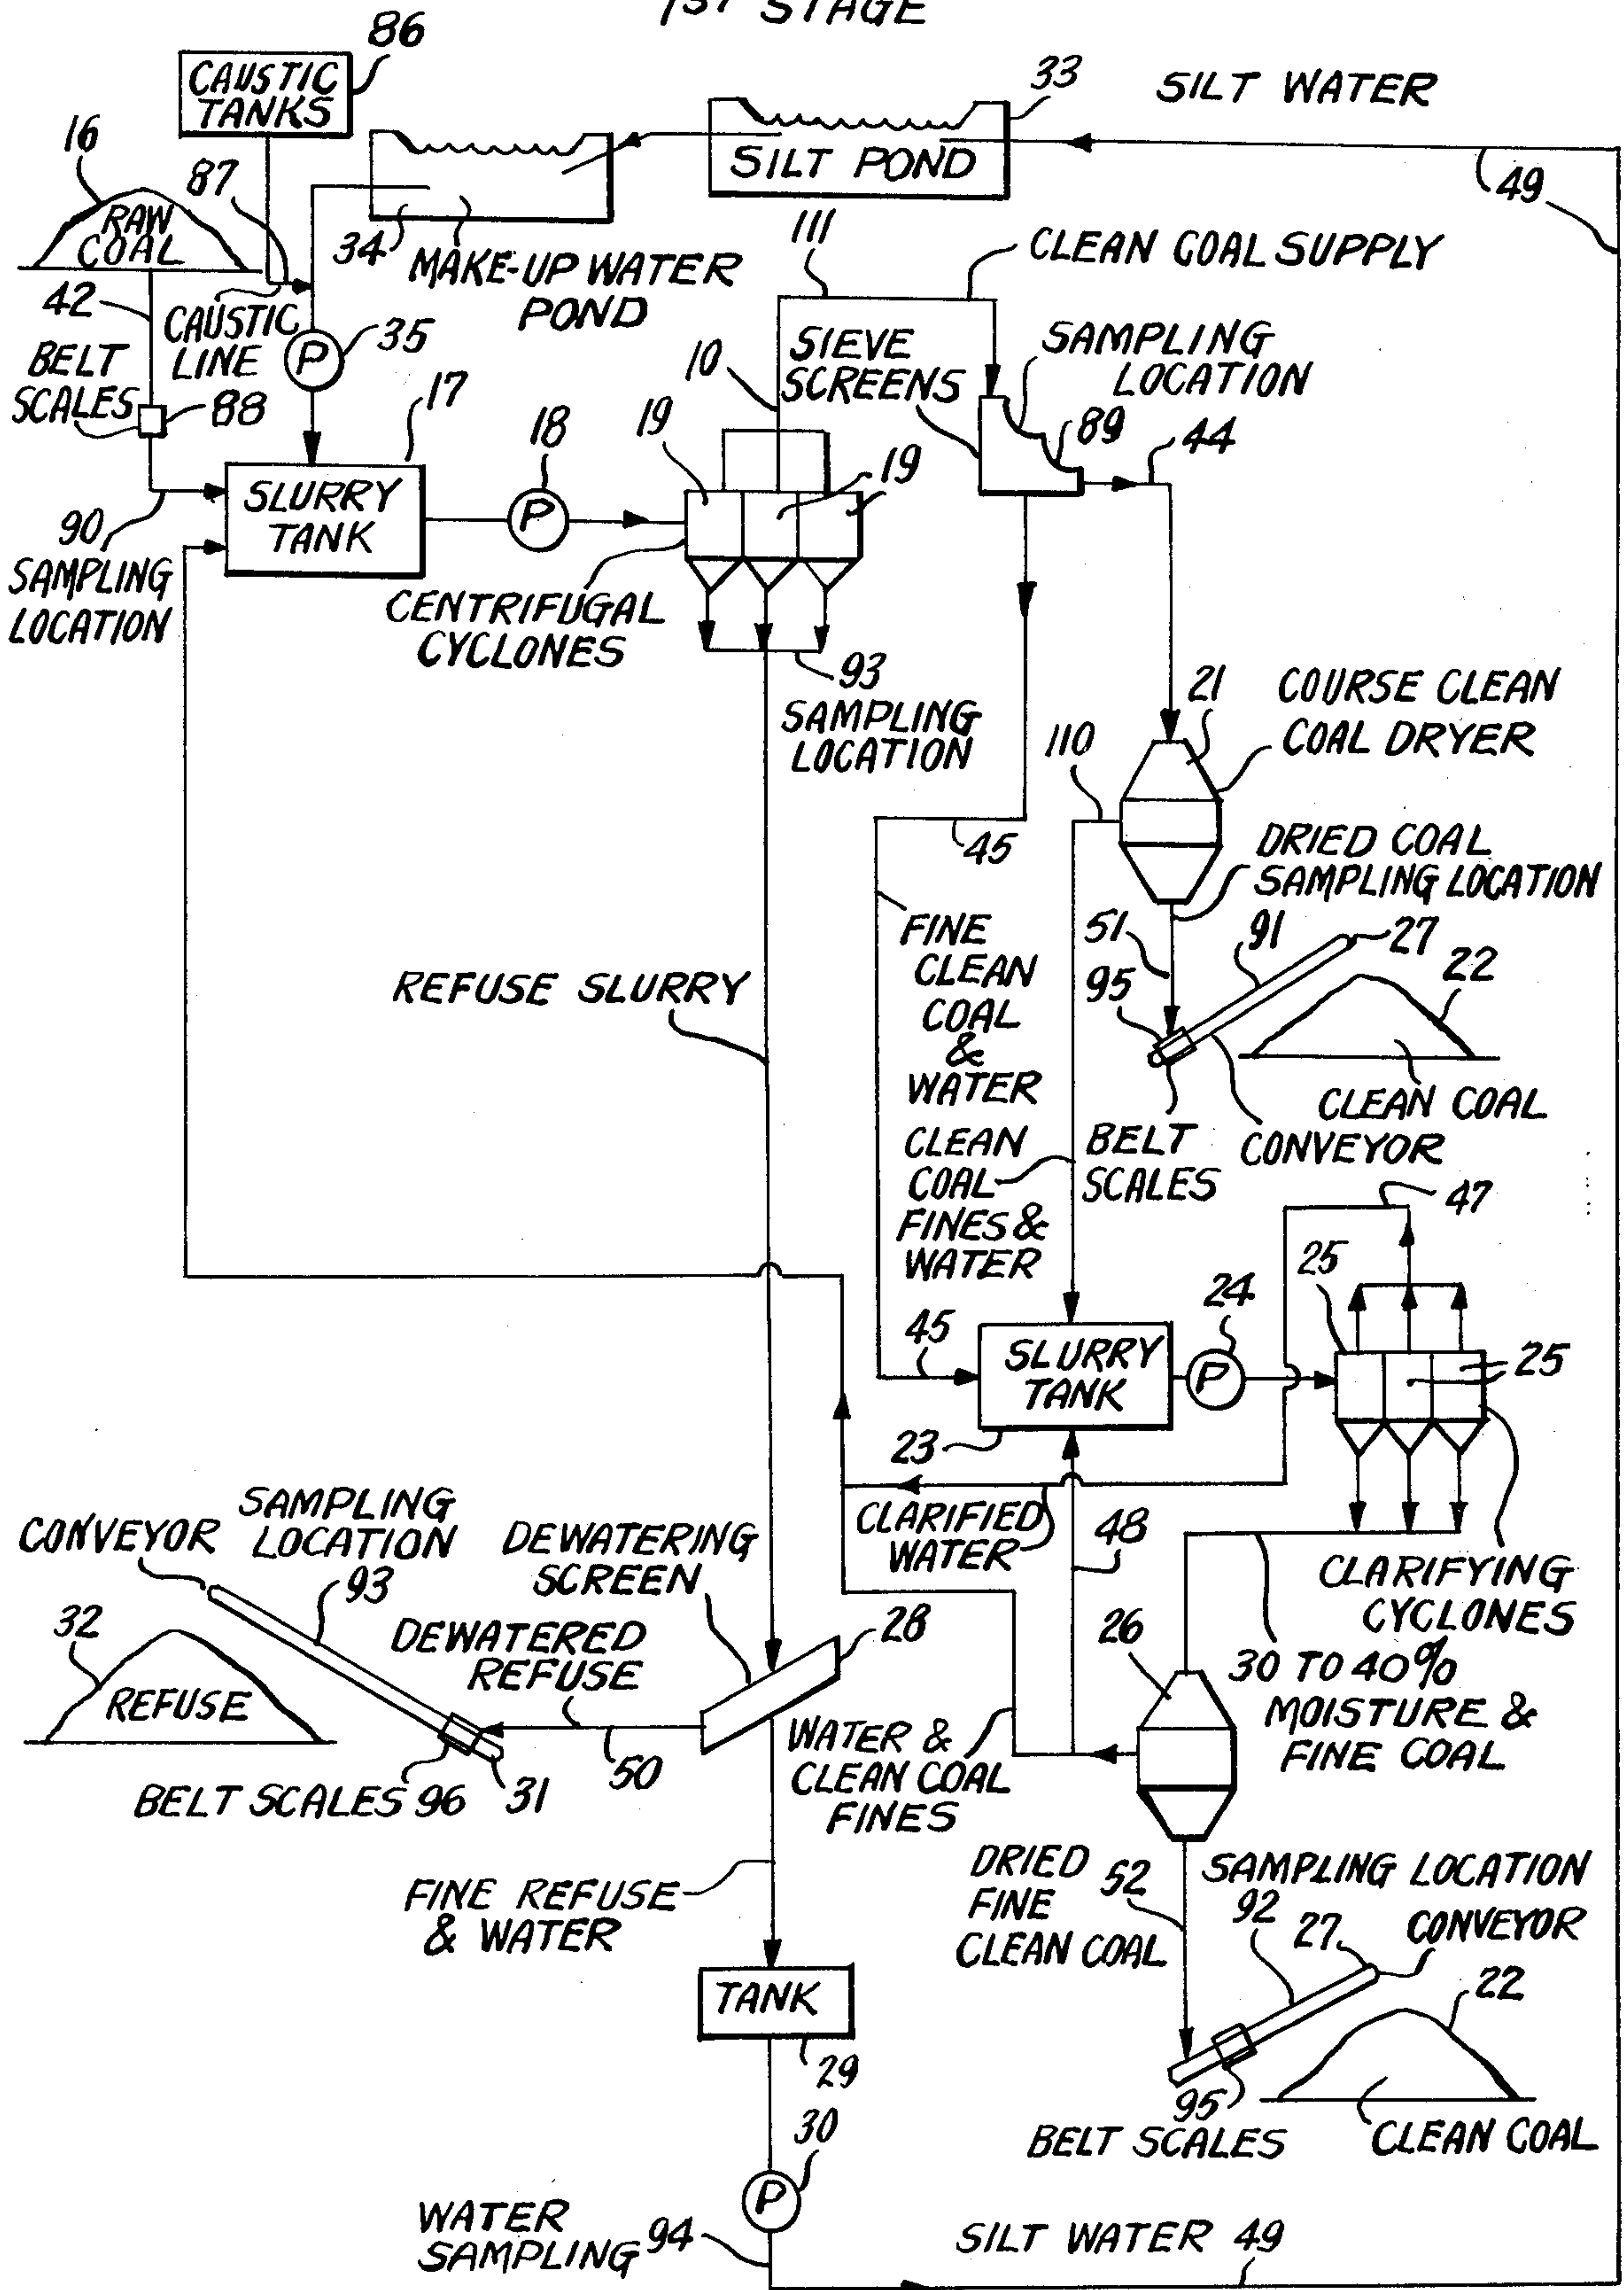 1ST STAGE
86
CAUSTIC
TANKS
33
SILT WATER
16
87
SILT POND
49
RAW
COAL
34
MAKE-UP WATER
POND
111
CLEAN COAL SUPPLY
42
CAUSTIC
LINE
P
35
BELT
SCALES
88
10
SIEVE
SCREENS
SAMPLING
LOCATION
17
18
19
19
89
44
SLURRY
TANK
P
90
SAMPLING
LOCATION
CENTRIFUGAL
CYCLONES
93
SAMPLING
LOCATION
21
COURSE CLEAN
COAL DRYER
110
45
DRIED COAL
SAMPLING LOCATION
FINE
CLEAN
COAL
&
WATER
51
91
27
95
22
REFUSE SLURRY
CLEAN COAL
CONVEYOR
CLEAN
COAL
FINES &
WATER
BELT
SCALES
47
25
24
45
SLURRY
TANK
P
25
23
CLARIFIED
WATER
48
CLARIFYING
CYCLONES
CONVEYOR
SAMPLING
LOCATION
93
DEWATERING
SCREEN
28
26
30 TO 40%
MOISTURE &
FINE COAL
32
REFUSE
DEWATERED
REFUSE
50
WATER &
CLEAN COAL
FINES
BELT SCALES 96
31
FINE REFUSE
& WATER
DRIED
FINE
CLEAN COAL
52
SAMPLING LOCATION
92
27
CONVEYOR
22
TANK
29
95
BELT SCALES
CLEAN COAL
30
P
WATER
SAMPLING
94
SILT WATER 49